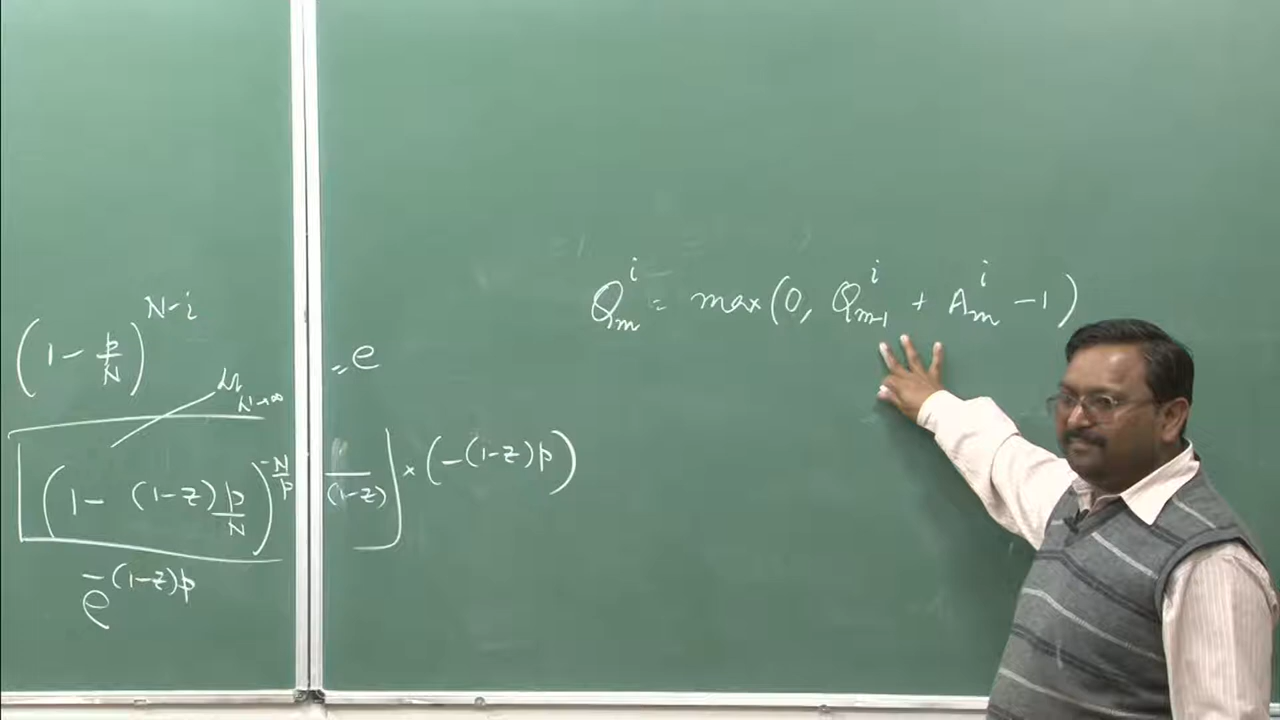 (1 - p/N)^{N-i}
lt_{N→∞} = e
[(1 - (1-z)p/N)^{-N/p 1/(1-z)}] × (-(1-z)p)
e^{-(1-z)p}
Q_m^i = max(0, Q_{m-1}^i + A_m^i - 1)